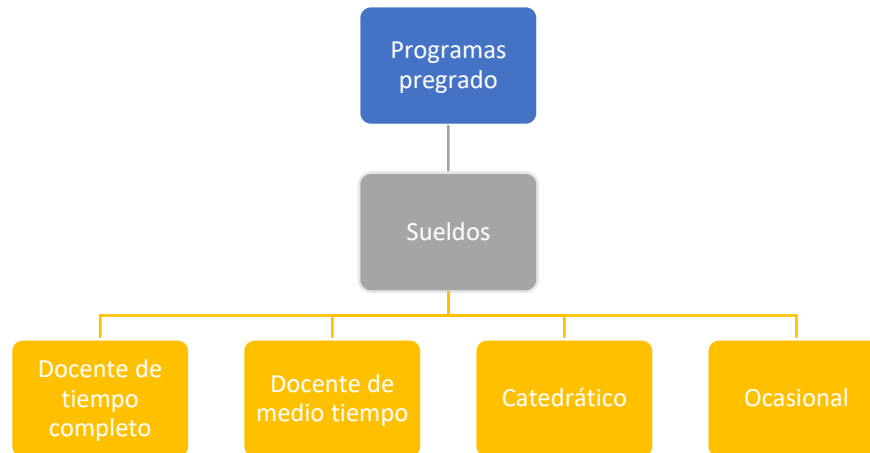 Programas
pregrado
Sueldos
Docente de
tiempo
completo
Docente de
medio tiempo
Catedrático
Ocasional